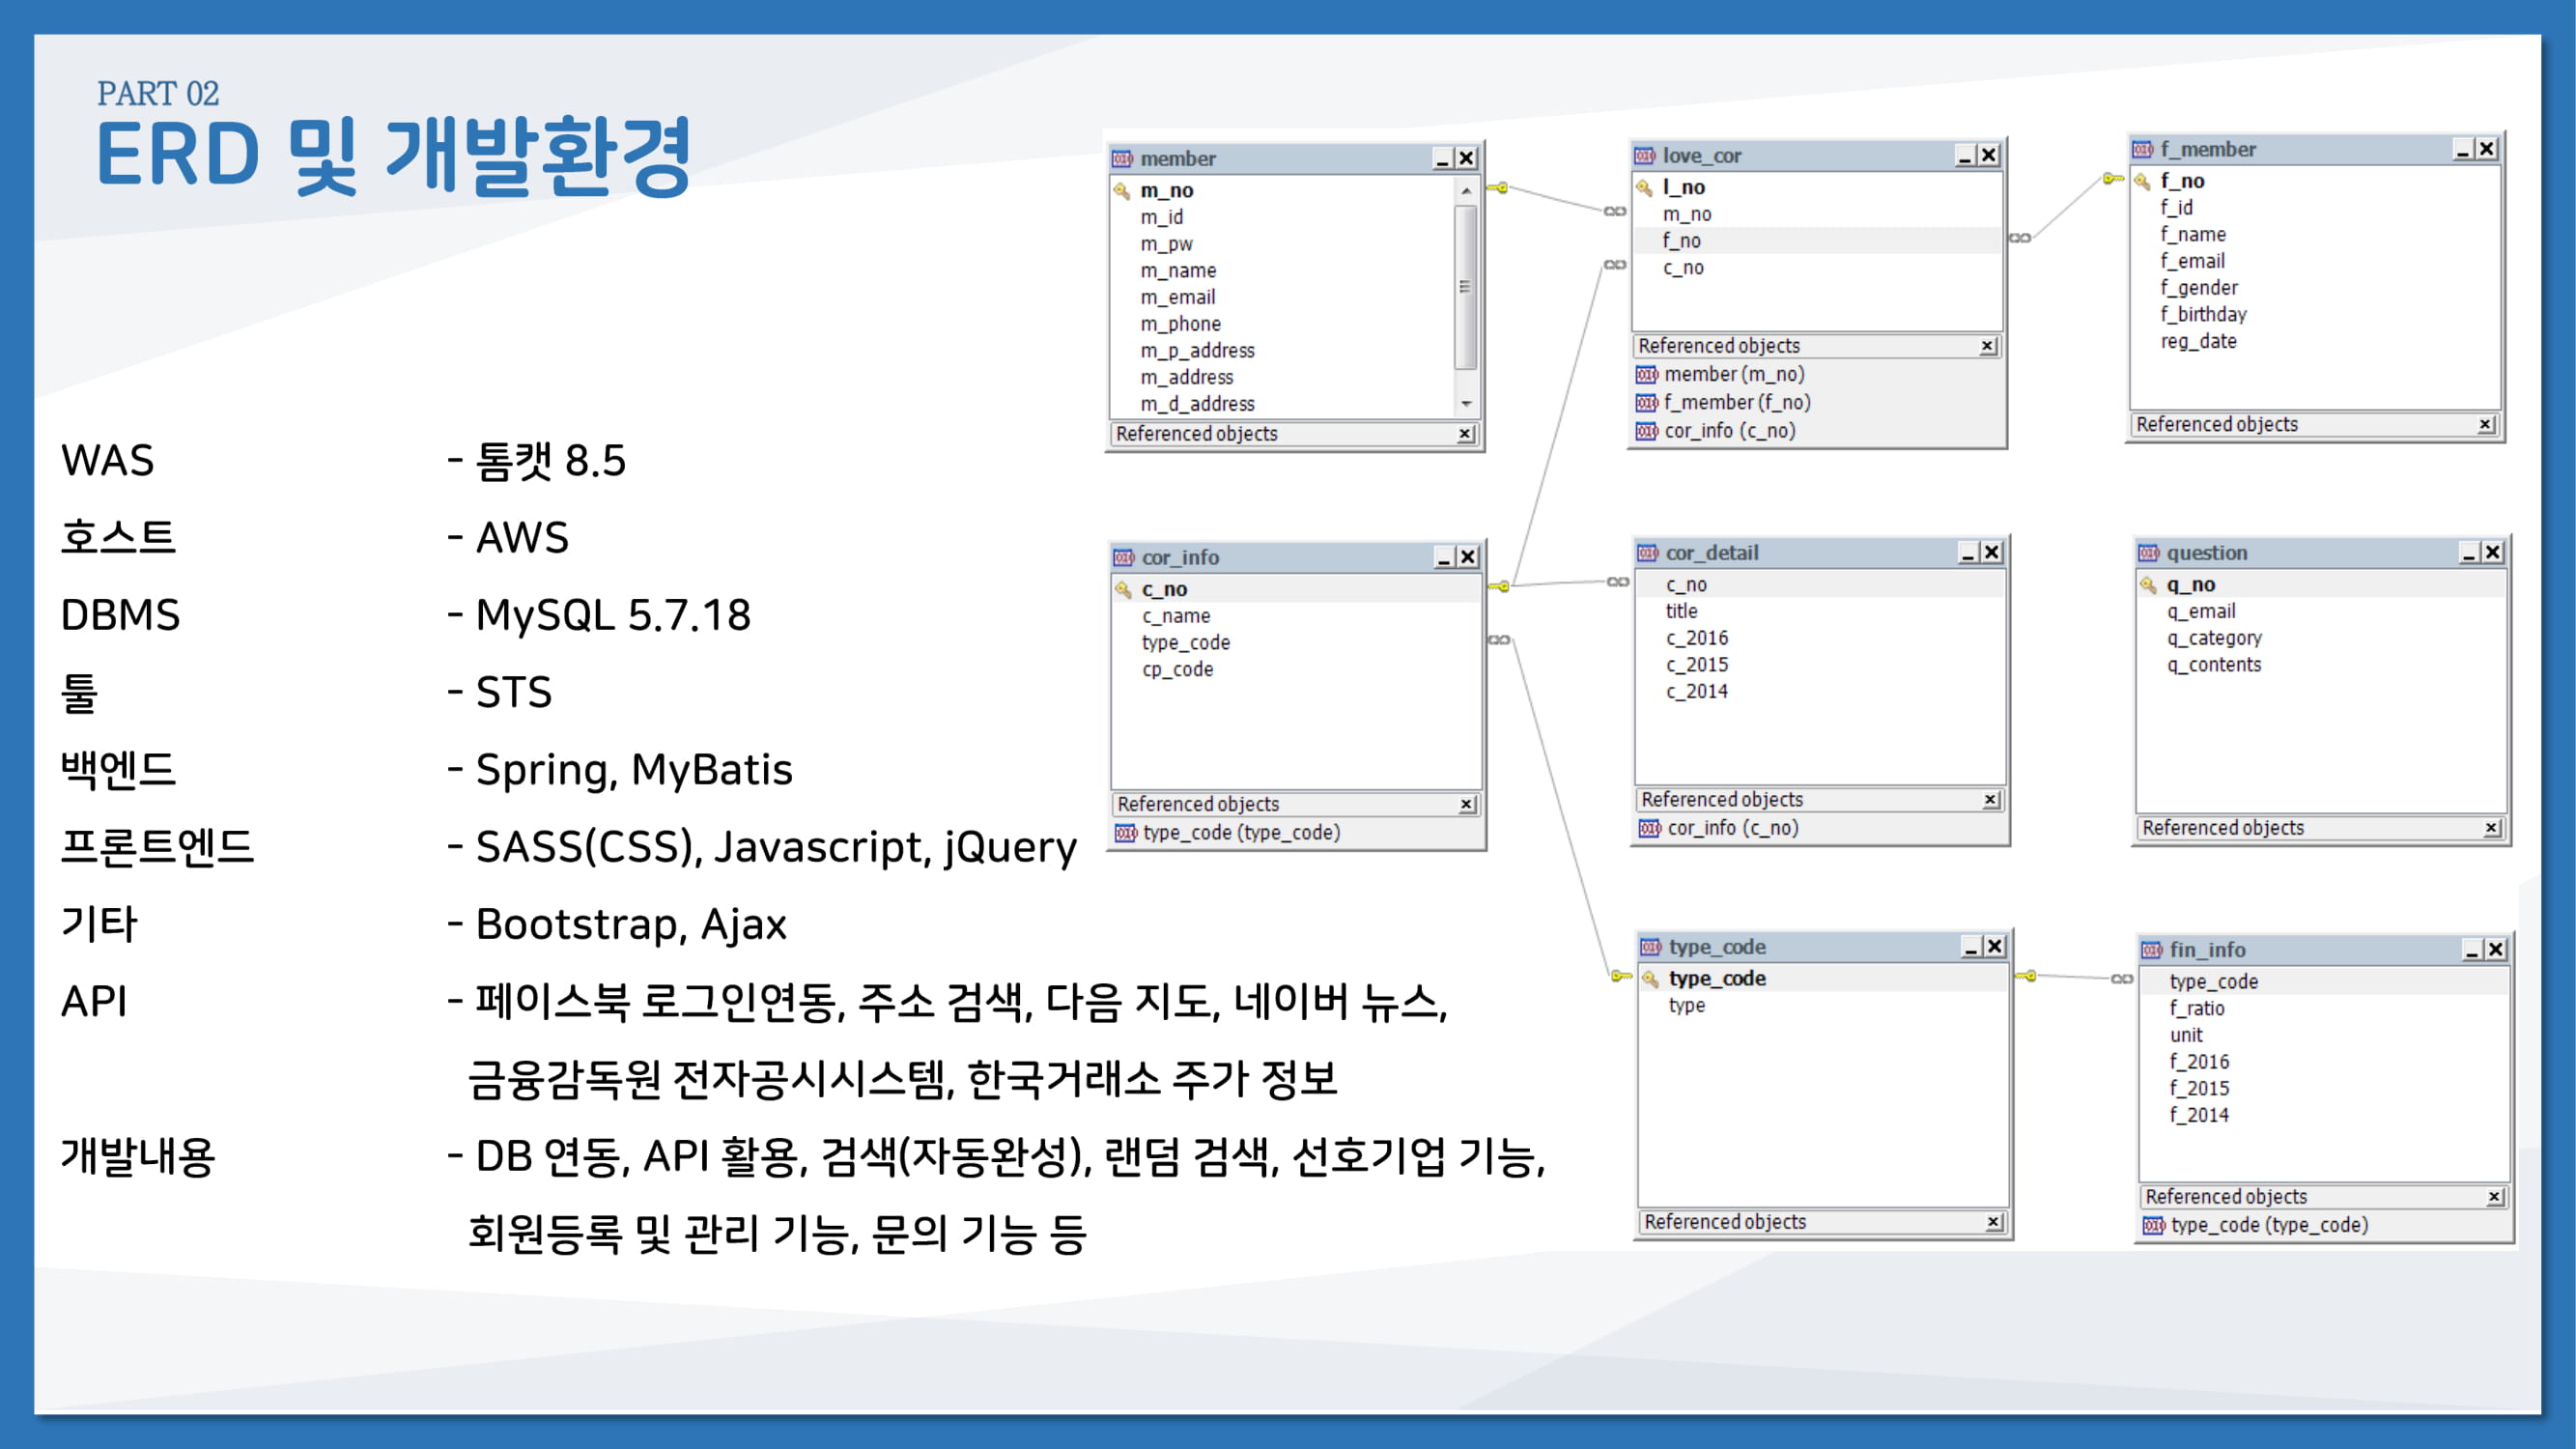 PART 02
ERD 및 개발환경
WAS - 톰캣 8.5
호스트 - AWS
DBMS - MySQL 5.7.18
툴 - STS
백엔드 - Spring, MyBatis
프론트엔드 - SASS(CSS), Javascript, jQuery
기타 - Bootstrap, Ajax
API - 페이스북 로그인연동, 주소 검색, 다음 지도, 네이버 뉴스,
금융감독원 전자공시시스템, 한국거래소 주가 정보
개발내용 - DB 연동, API 활용, 검색(자동완성), 랜덤 검색, 선호기업 기능,
회원등록 및 관리 기능, 문의 기능 등
member
m_no
m_id
m_pw
m_name
m_email
m_phone
m_p_address
m_address
m_d_address
Referenced objects
love_cor
l_no
m_no
f_no
c_no
Referenced objects
member (m_no)
f_member (f_no)
cor_info (c_no)
f_member
f_no
f_id
f_name
f_email
f_gender
f_birthday
reg_date
Referenced objects
cor_info
c_no
c_name
type_code
cp_code
Referenced objects
type_code (type_code)
cor_detail
c_no
title
c_2016
c_2015
c_2014
Referenced objects
cor_info (c_no)
question
q_no
q_email
q_category
q_contents
Referenced objects
type_code
type_code
type
Referenced objects
fin_info
type_code
f_ratio
unit
f_2016
f_2015
f_2014
Referenced objects
type_code (type_code)